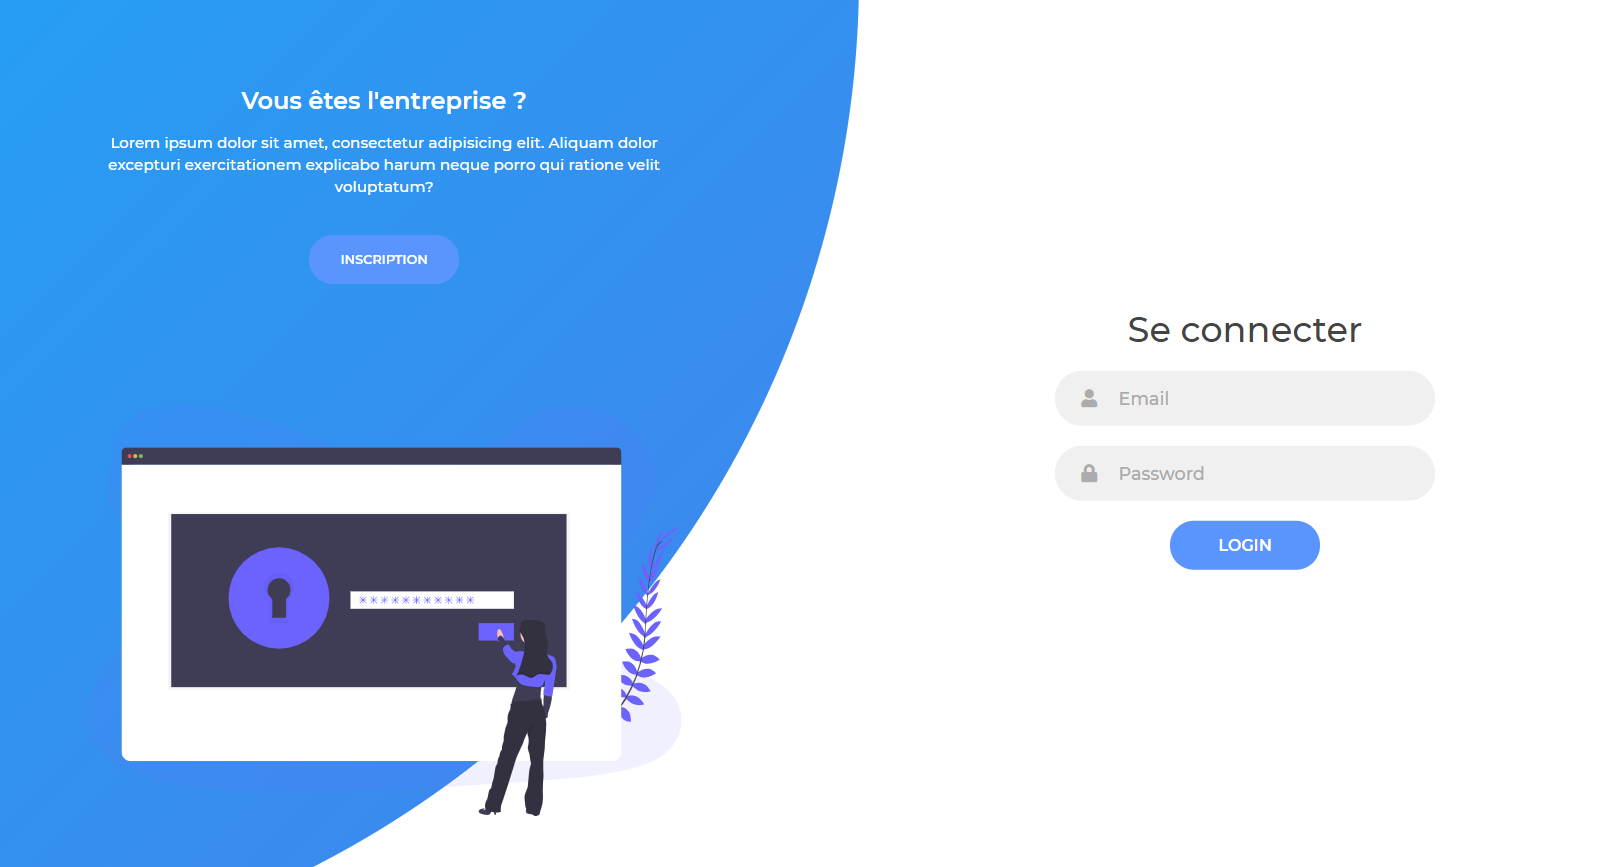 Vous êtes l'entreprise ?
Lorem ipsum dolor sit amet, consectetur adipisicing elit. Aliquam dolor
excepturi exercitationem explicabo harum neque porro qui ratione velit
voluptatum?
INSCRIPTION
Se connecter
Email
Password
LOGIN